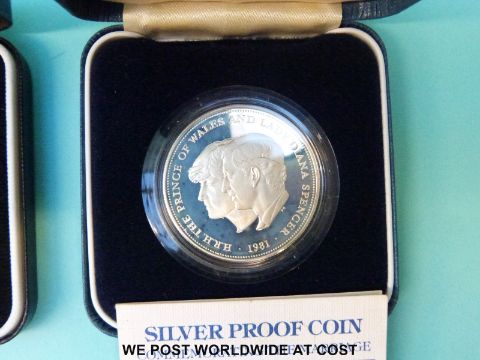 H.R.H. THE PRINCE OF WALES AND LADY DIANA SPENCER
· 1981 ·
SILVER PROOF COIN
WE POST WORLDWIDE AT COST